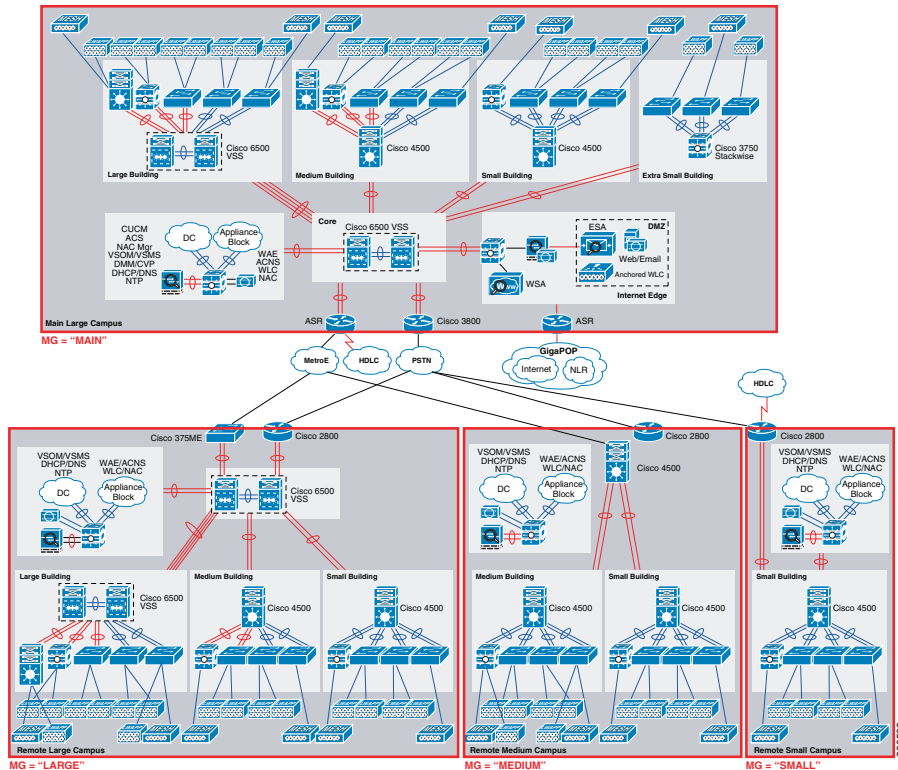 Cisco 6500
VSS
Large Building
Cisco 4500
Medium Building
Cisco 4500
Small Building
Cisco 3750
Stackwise
Extra Small Building
CUCM
ACS
NAC Mgr
VSOM/VSMS
DMM/CVP
DHCP/DNS
NTP
DC
Appliance
Block
WAE
ACNS
WLC
NAC
Core
Cisco 6500 VSS
ESA
DMZ
Web/Email
Anchored WLC
WSA
Www
Internet Edge
Main Large Campus
ASR
Cisco 3800
ASR
MG = “MAIN”
MetroE
HDLC
PSTN
GigaPOP
Internet
NLR
HDLC
Cisco 375ME
Cisco 2800
Cisco 2800
Cisco 2800
VSOM/VSMS
DHCP/DNS
NTP
WAE/ACNS
WLC/NAC
DC
Appliance
Block
Cisco 6500
VSS
VSOM/VSMS
DHCP/DNS
NTP
WAE/ACNS
WLC/NAC
DC
Appliance
Block
Cisco 4500
VSOM/VSMS
DHCP/DNS
NTP
WAE/ACNS
WLC/NAC
DC
Appliance
Block
Large Building
Cisco 6500
VSS
Medium Building
Cisco 4500
Small Building
Cisco 4500
Medium Building
Cisco 4500
Small Building
Cisco 4500
Small Building
Cisco 4500
Remote Large Campus
Remote Medium Campus
Remote Small Campus
MG = “LARGE”
MG = “MEDIUM”
MG = “SMALL”